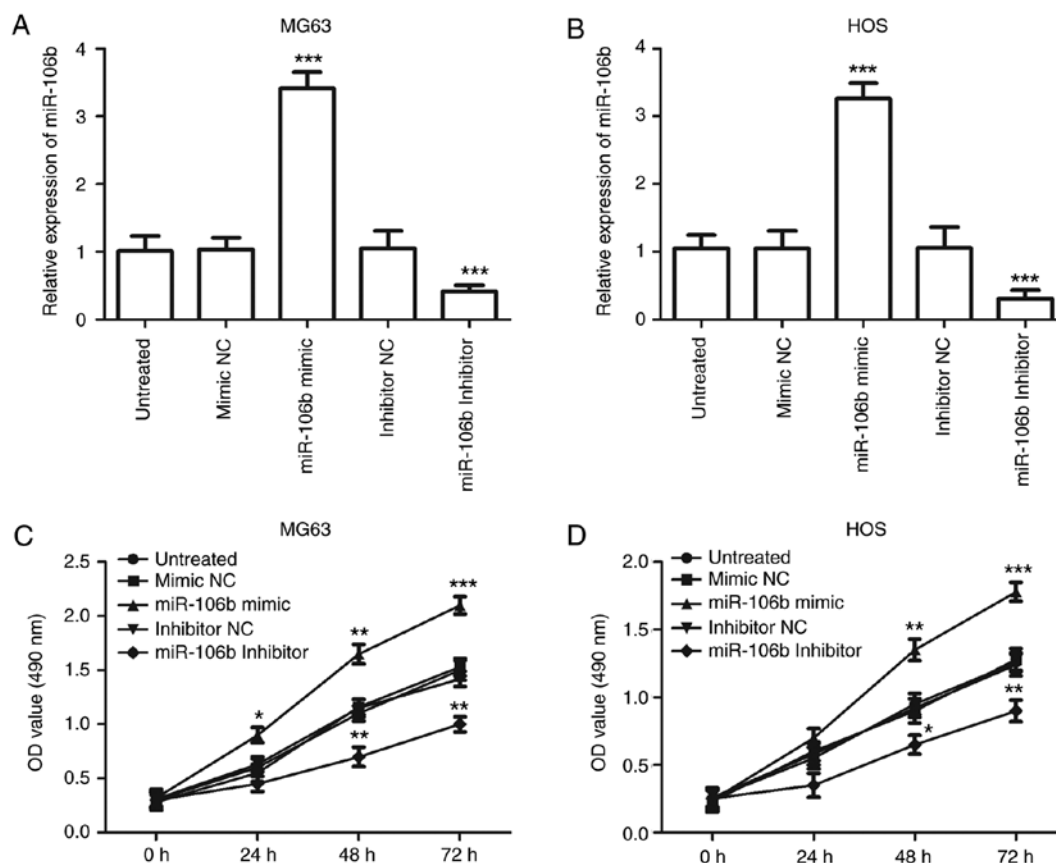 A
MG63
Relative expression of miR-106b
4
3
2
1
0
***
***
Untreated
Mimic NC
miR-106b mimic
Inhibitor NC
miR-106b Inhibitor
B
HOS
Relative expression of miR-106b
4
3
2
1
0
***
***
Untreated
Mimic NC
miR-106b mimic
Inhibitor NC
miR-106b Inhibitor
C
MG63
OD value (490 nm)
2.5
2.0
1.5
1.0
0.5
0.0
Untreated
Mimic NC
miR-106b mimic
Inhibitor NC
miR-106b Inhibitor
*
**
***
**
**
0 h
24 h
48 h
72 h
D
HOS
OD value (490 nm)
2.0
1.5
1.0
0.5
0.0
Untreated
Mimic NC
miR-106b mimic
Inhibitor NC
miR-106b Inhibitor
**
***
*
**
0 h
24 h
48 h
72 h